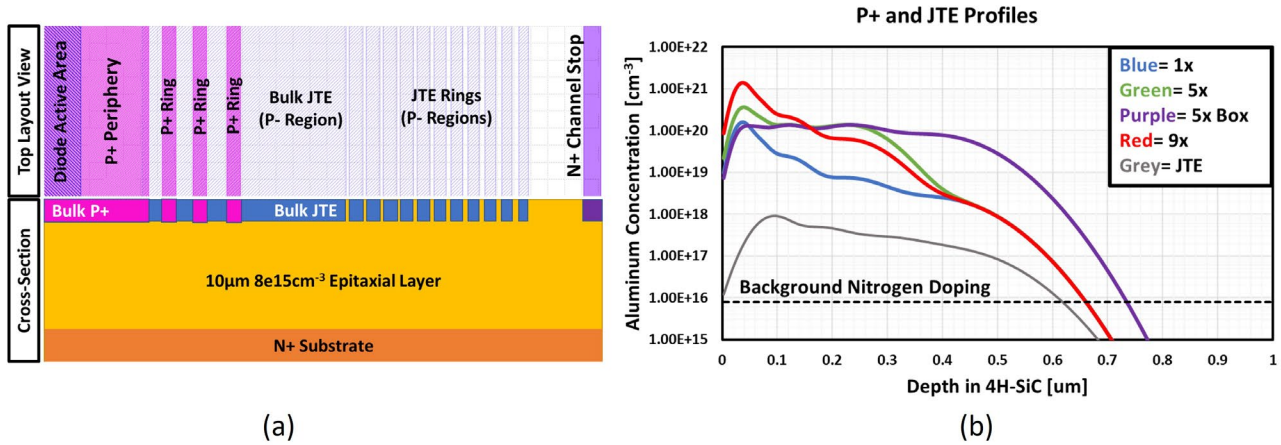 Top Layout View
Diode Active Area
P+ Periphery
P+ Ring
P+ Ring
P+ Ring
Bulk JTE
(P- Region)
JTE Rings
(P- Regions)
N+ Channel Stop
Cross-Section
Bulk P+
Bulk JTE
10µm 8e15cm⁻³ Epitaxial Layer
N+ Substrate
(a)
P+ and JTE Profiles
Aluminum Concentration [cm⁻³]
1.00E+22
1.00E+21
1.00E+20
1.00E+19
1.00E+18
1.00E+17
1.00E+16
1.00E+15
Blue= 1x
Green= 5x
Purple= 5x Box
Red= 9x
Grey= JTE
Background Nitrogen Doping
0 0.1 0.2 0.3 0.4 0.5 0.6 0.7 0.8 0.9 1
Depth in 4H-SiC [um]
(b)